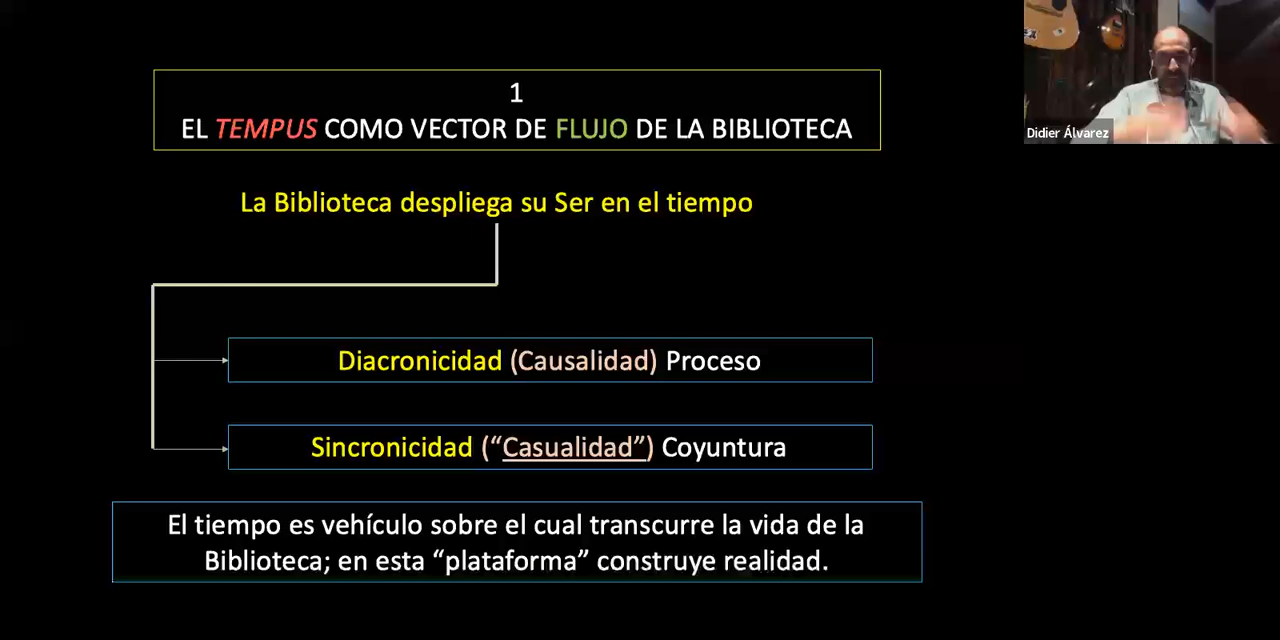 1
EL TEMPUS COMO VECTOR DE FLUJO DE LA BIBLIOTECA
La Biblioteca despliega su Ser en el tiempo
Diacronicidad (Causalidad) Proceso
Sincronicidad (“Casualidad”) Coyuntura
El tiempo es vehículo sobre el cual transcurre la vida de la
Biblioteca; en esta “plataforma” construye realidad.
Didier Álvarez